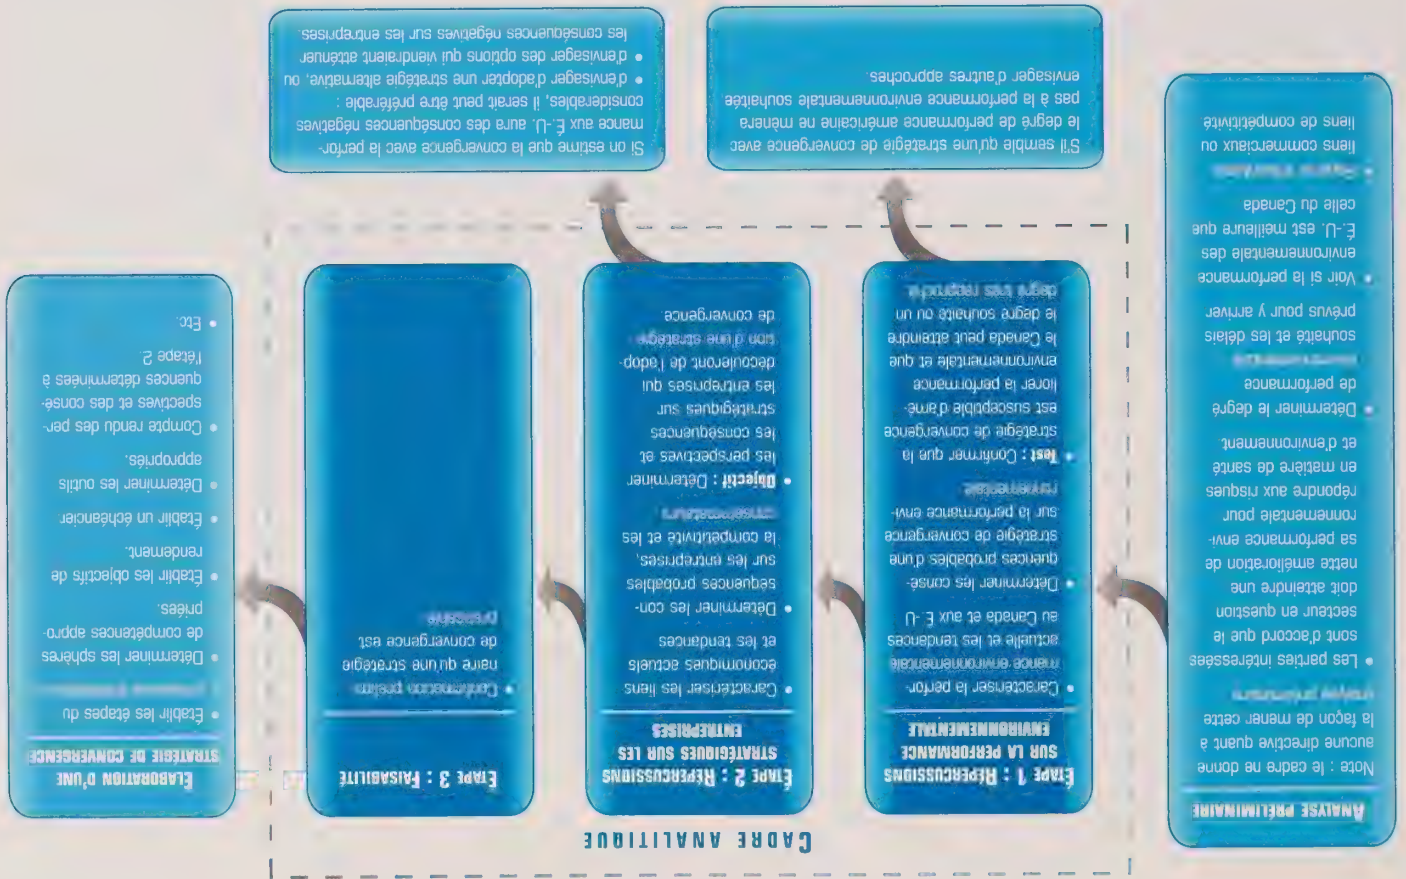 CADRE ANALITIQUE
ANALYSE PRÉLIMINAIRE
Note : le cadre ne donne
aucune directive quant à
la façon de mener cette
analyse préliminaire
• Les parties intéressées
sont d'accord que le
secteur en question
doit atteindre une
nette amélioration de
sa performance envi-
ronnementale pour
répondre aux risques
en matière de santé
et d'environnement
• Déterminer le degré
de performance
environnementale
souhaité et les délais
prévus pour y arriver
• Voir si la performance
environnementale des
É.-U. est meilleure que
celle du Canada
•
liens commerciaux ou
liens de compétitivité
ÉTAPE 1 : RÉPERCUSSIONS
SUR LA PERFORMANCE
ENVIRONNEMENTALE
• Caractériser la perfor-
mance environnementale
actuelle et les tendances
au Canada et aux É.-U
• Déterminer les consé-
quences probables d'une
stratégie de convergence
sur la performance envi-
ronnementale
• Test : Confirmer que la
stratégie de convergence
est susceptible d'amé-
liorer la performance
environnementale et que
le Canada peut atteindre
le degré souhaité ou un
degré très rapproché.
ÉTAPE 2 : RÉPERCUSSIONS
STRATÉGIQUES SUR LES
ENTREPRISES
• Caractériser les liens
économiques actuels
et les tendances
• Déterminer les con-
séquences probables
sur les entreprises,
la compétitivité et les
consommateurs
• Objectif : Déterminer
les perspectives et
les conséquences
stratégiques sur
les entreprises qui
découleront de l'adop-
tion d'une stratégie
de convergence
ÉTAPE 3 : FAISABILITÉ
• Confirmation prélimi-
naire qu'une stratégie
de convergence est
praticable
ÉLABORATION D'UNE
STRATÉGIE DE CONVERGENCE
• Établir les étapes du
• Déterminer les sphères
de compétences appro-
priées.
• Établir les objectifs de
rendement.
• Établir un échéancier
• Déterminer les outils
appropriés.
• Compte rendu des per-
spectives et des consé-
quences déterminées à
l'étape 2.
• Etc.
S'il semble qu'une stratégie de convergence avec
le degré de performance américaine ne mènera
pas à la performance environnementale souhaitée
envisager d'autres approches.
Si on estime que la convergence avec la perfor-
mance aux É.-U. aura des conséquences négatives
considérables, il serait peut être préférable :
• d'envisager d'adopter une stratégie alternative, ou
• d'envisager des options qui viendraient atténuer
les conséquences négatives sur les entreprises.